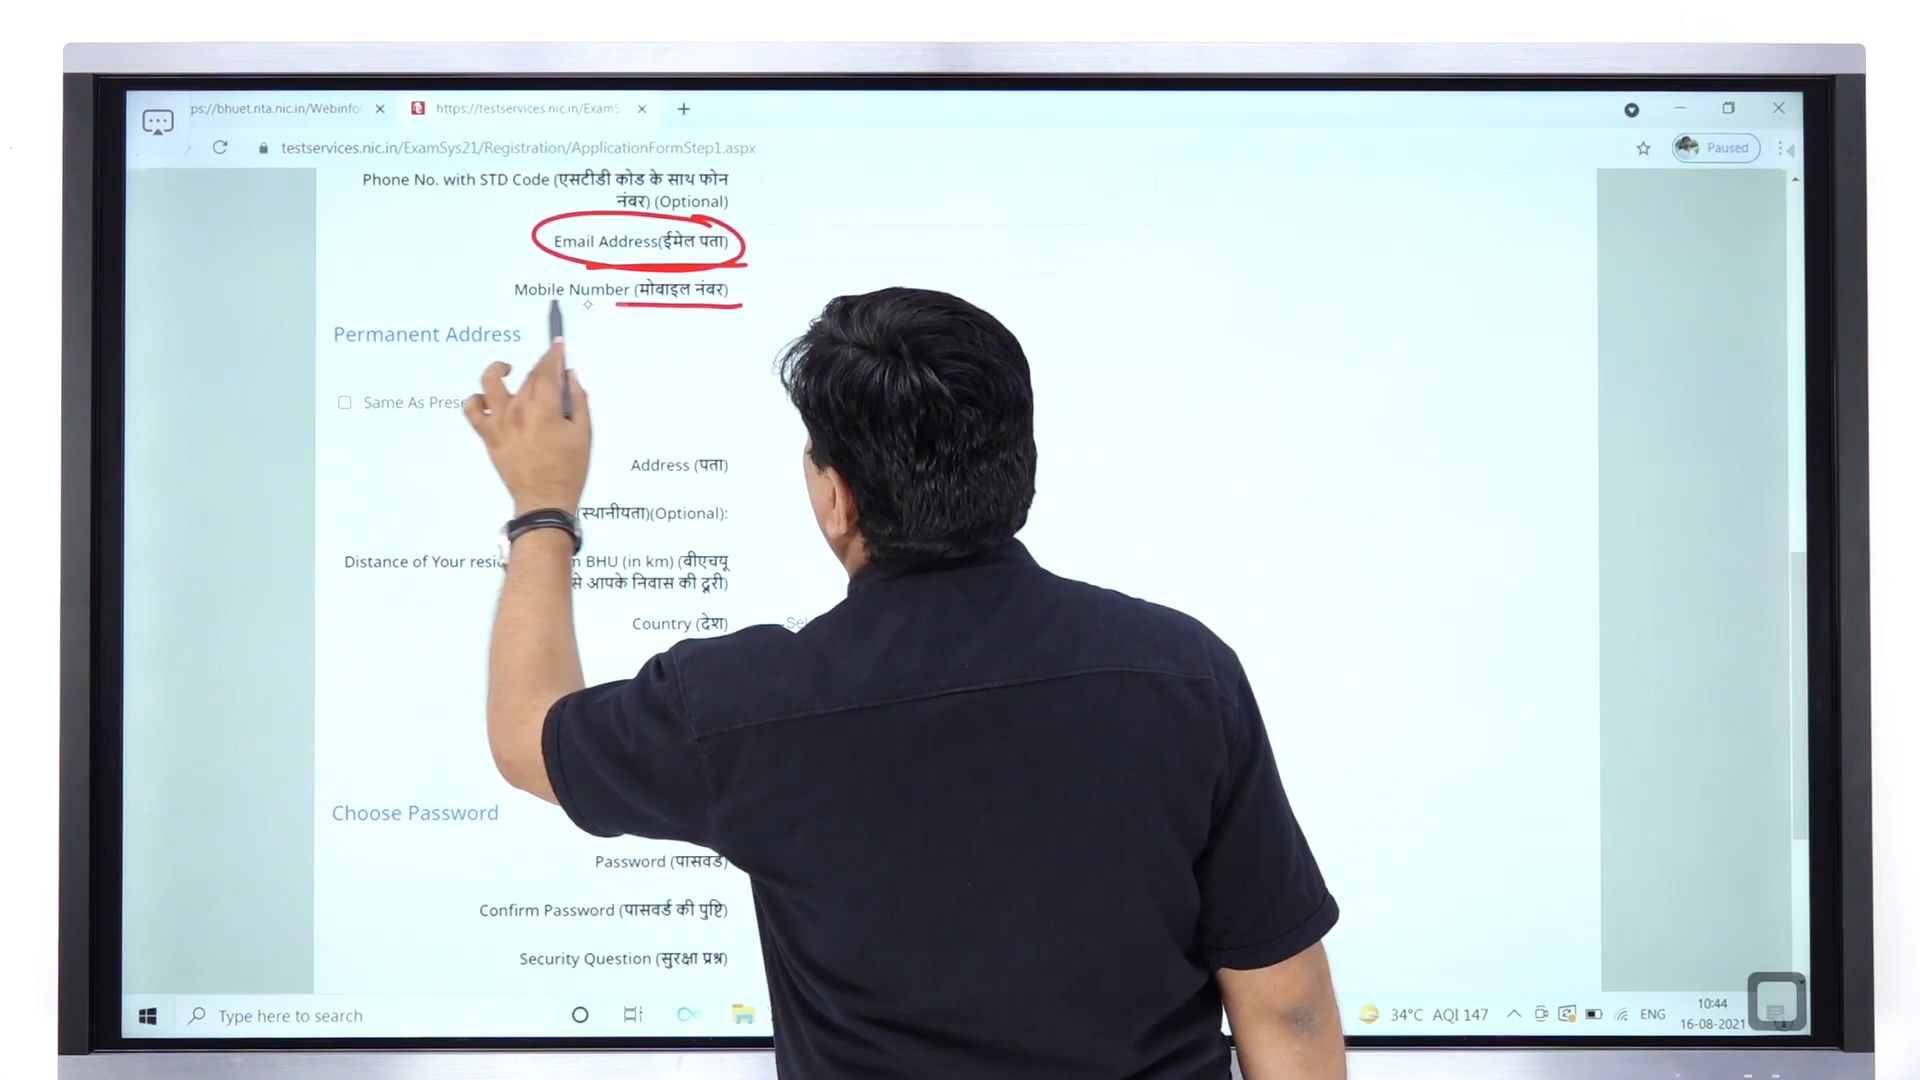 ps://bhuet.nta.nic.in/Webinfo
https://testservices.nic.in/ExamS
testservices.nic.in/ExamSys21/Registration/ApplicationFormStep1.aspx
Paused
Phone No. with STD Code (एसटीडी कोड के साथ फोन
नंबर) (Optional)
Email Address(ईमेल पता)
Mobile Number (मोबाइल नंबर)
Permanent Address
Same As Prese
Address (पता)
(स्थानीयता)(Optional):
Distance of Your resi BHU (in km) (बीएचयू
से आपके निवास की दूरी)
Country (देश)
-Sel
Choose Password
Password (पासवर्ड)
Confirm Password (पासवर्ड की पुष्टि)
Security Question (सुरक्षा प्रश्न)
Type here to search
34°C AQI 147
ENG
10:44
16-08-2021